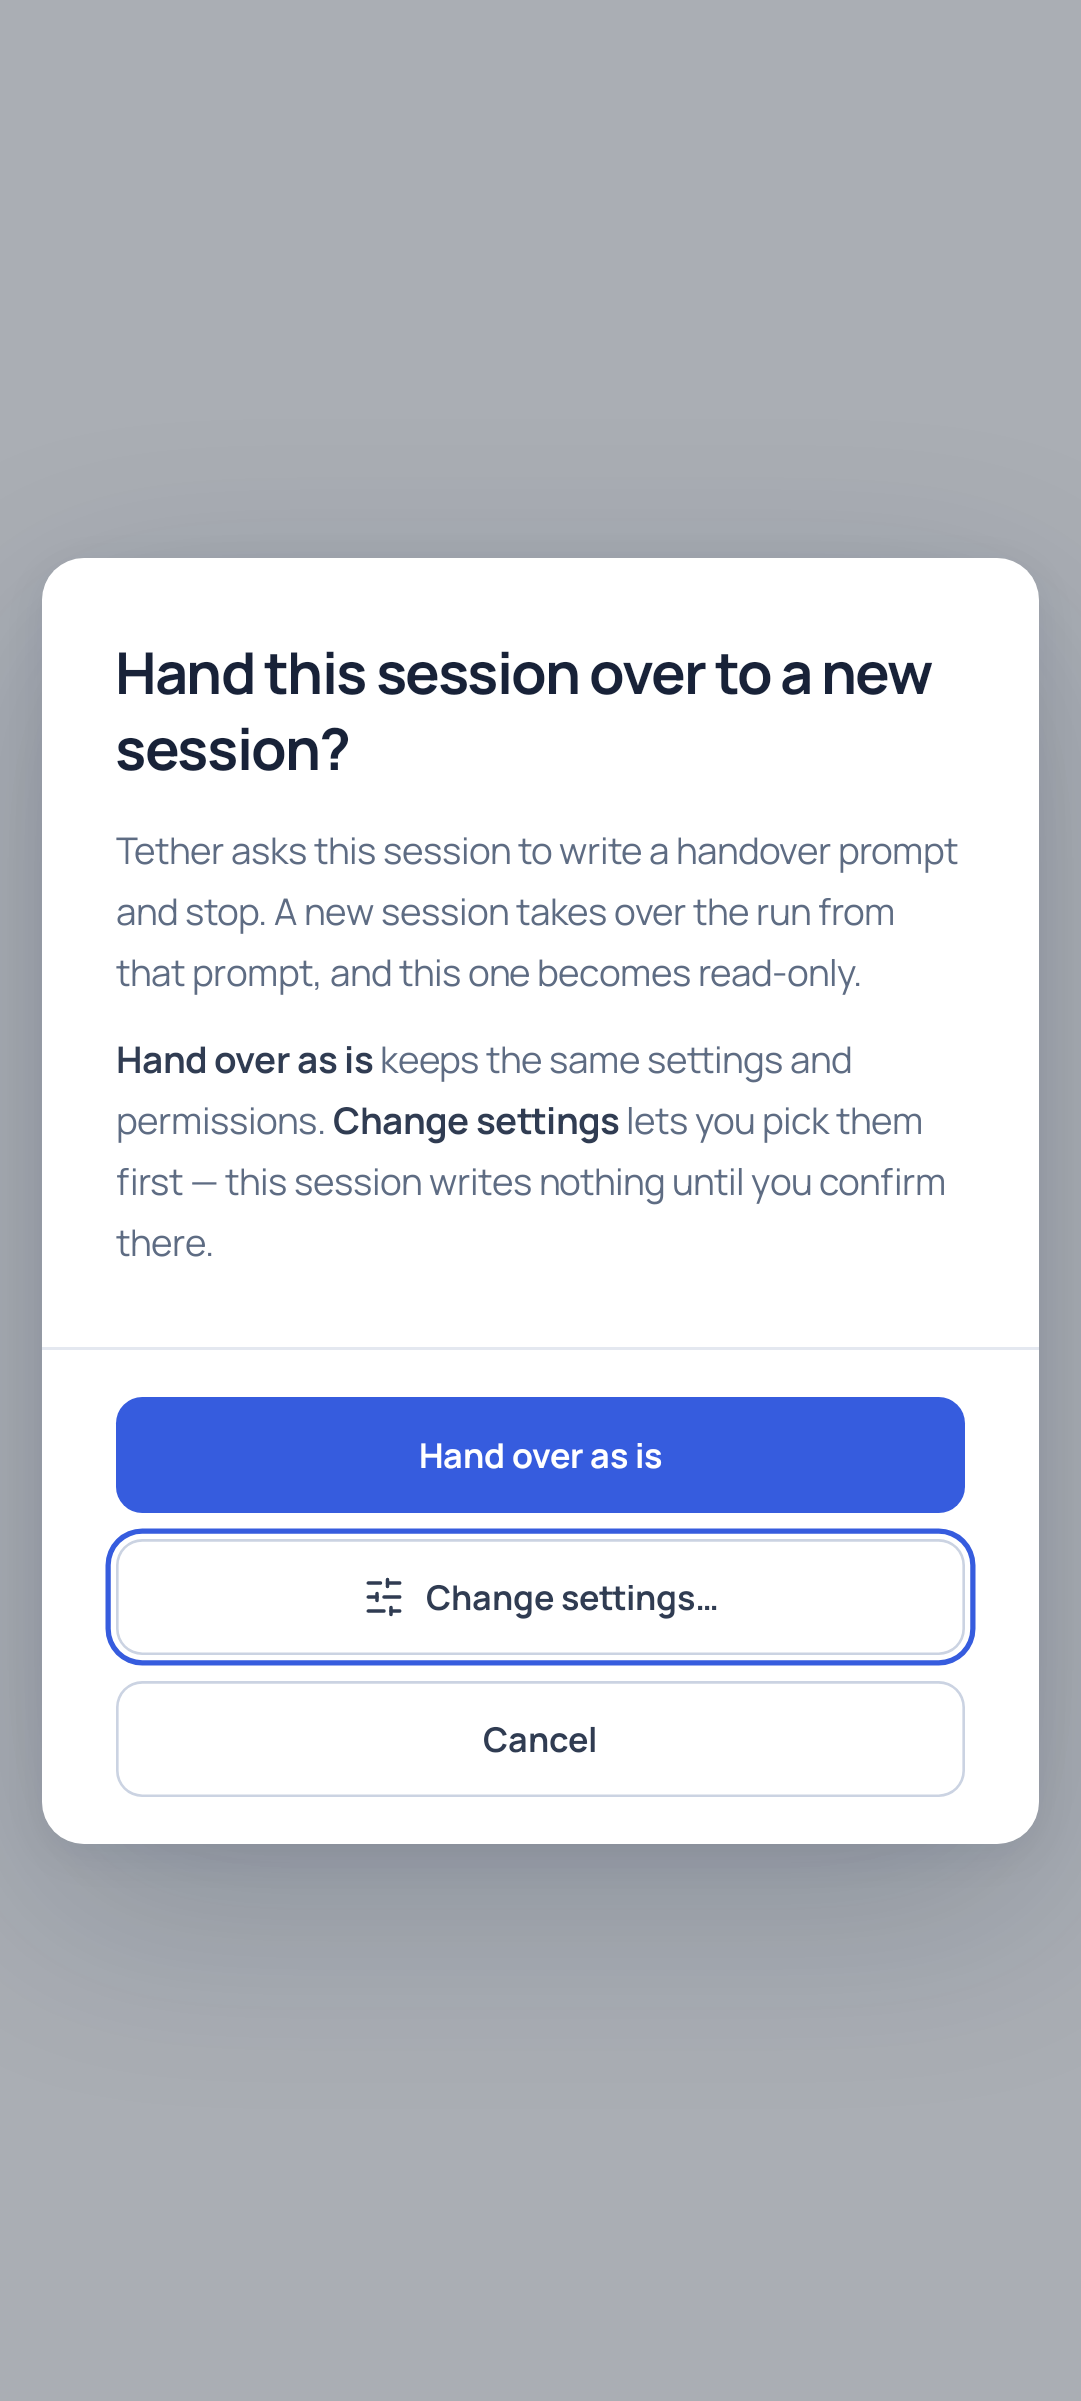 Hand this session over to a new
session?
Tether asks this session to write a handover prompt
and stop. A new session takes over the run from
that prompt, and this one becomes read-only.
Hand over as is keeps the same settings and
permissions. Change settings lets you pick them
first — this session writes nothing until you confirm
there.
Hand over as is
Change settings…
Cancel